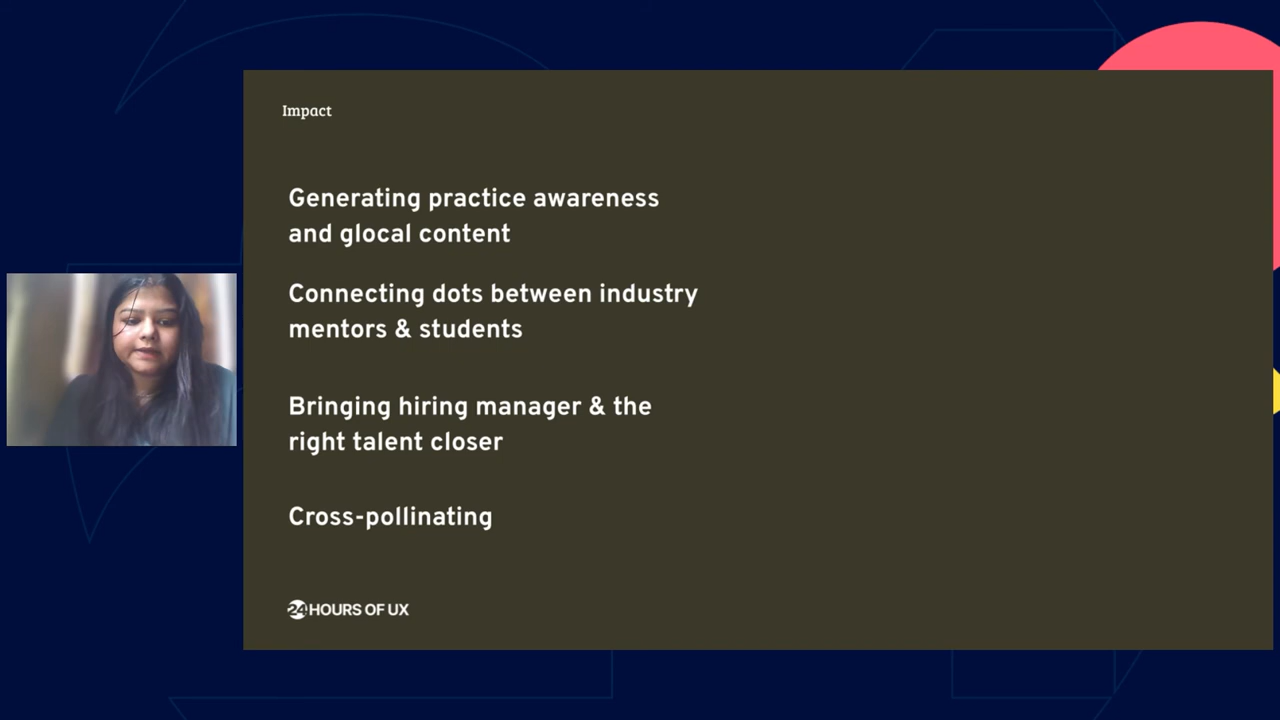 Impact
Generating practice awareness
and glocal content
Connecting dots between industry
mentors & students
Bringing hiring manager & the
right talent closer
Cross-pollinating
24 HOURS OF UX